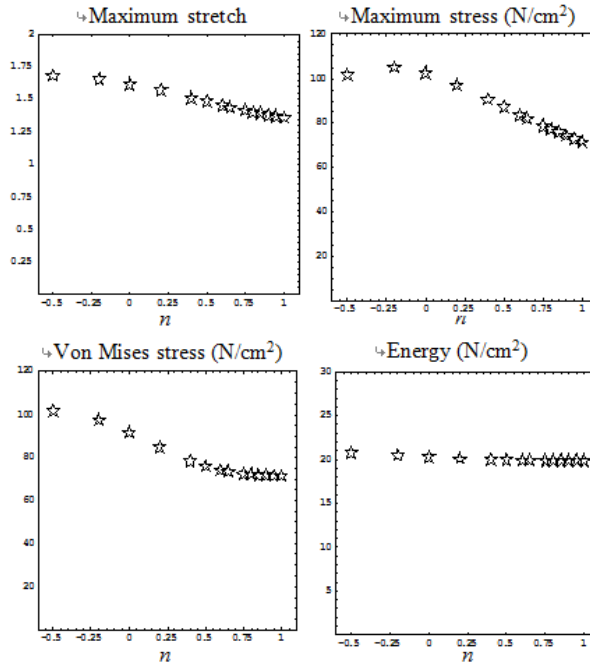 ↳Maximum stretch
2
1.75
1.5
1.25
1
0.75
0.5
0.25
-0.5 -0.25 0 0.25 0.5 0.75 1
n
↳Maximum stress (N/cm²)
120
100
80
60
40
20
-0.5 -0.25 0 0.25 0.5 0.75 1
n
↳Von Mises stress (N/cm²)
120
100
80
60
40
20
-0.5 -0.25 0 0.25 0.5 0.75 1
n
↳Energy (N/cm²)
30
25
20
15
10
5
-0.5 -0.25 0 0.25 0.5 0.75 1
n